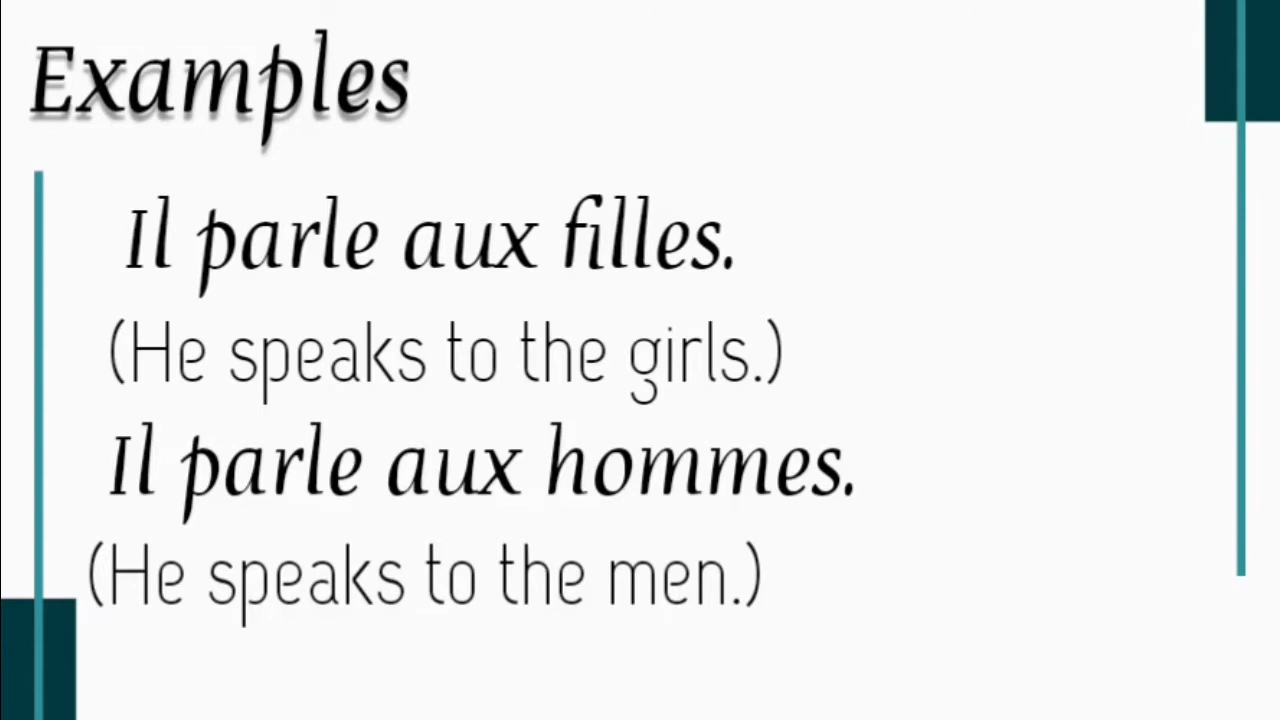 Examples
Il parle aux filles.
(He speaks to the girls.)
Il parle aux hommes.
(He speaks to the men.)